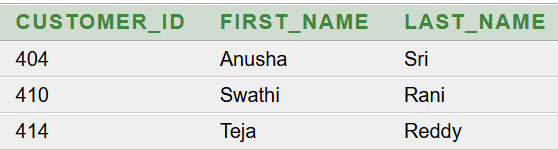 CUSTOMER_ID FIRST_NAME LAST_NAME
404 Anusha Sri
410 Swathi Rani
414 Teja Reddy